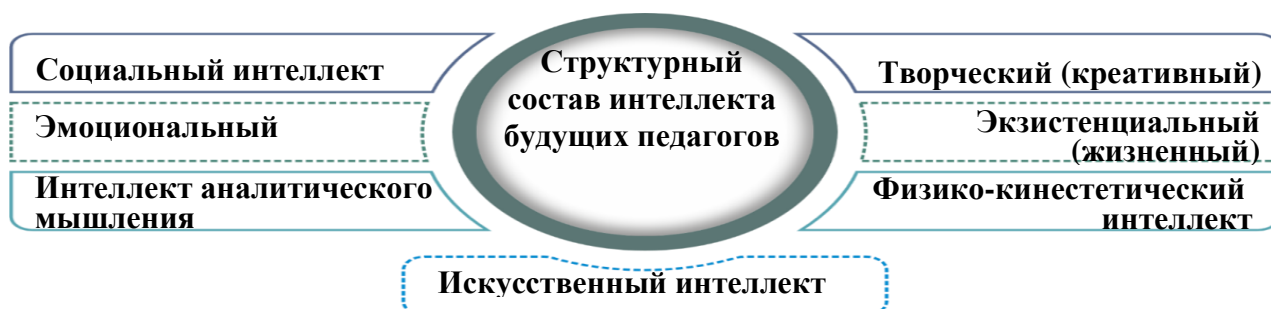 Структурный
состав интеллекта
будущих педагогов
Социальный интеллект
Эмоциональный
Интеллект аналитического
мышления
Творческий (креативный)
Экзистенциальный
(жизненный)
Физико-кинестетический
интеллект
Искусственный интеллект